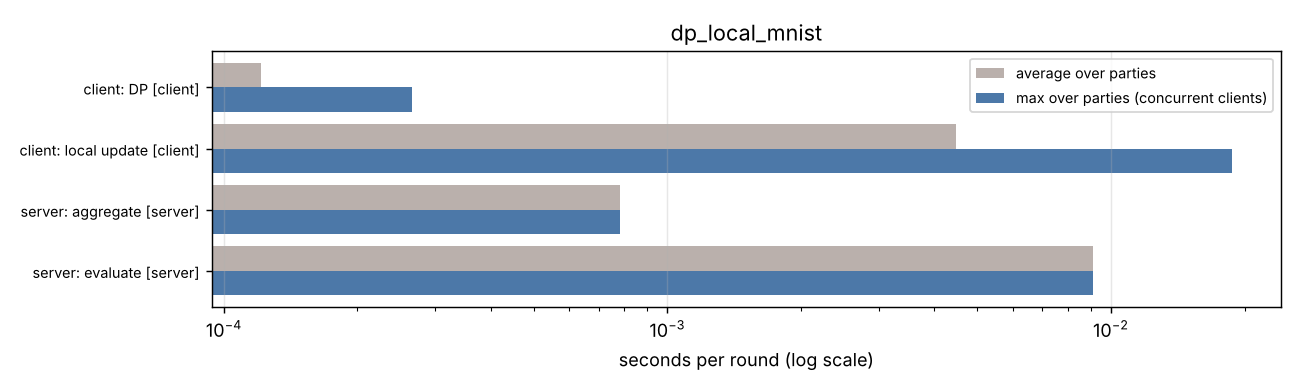 dp_local_mnist
average over parties
max over parties (concurrent clients)
client: DP [client]
client: local update [client]
server: aggregate [server]
server: evaluate [server]
10⁻⁴
10⁻³
10⁻²
seconds per round (log scale)